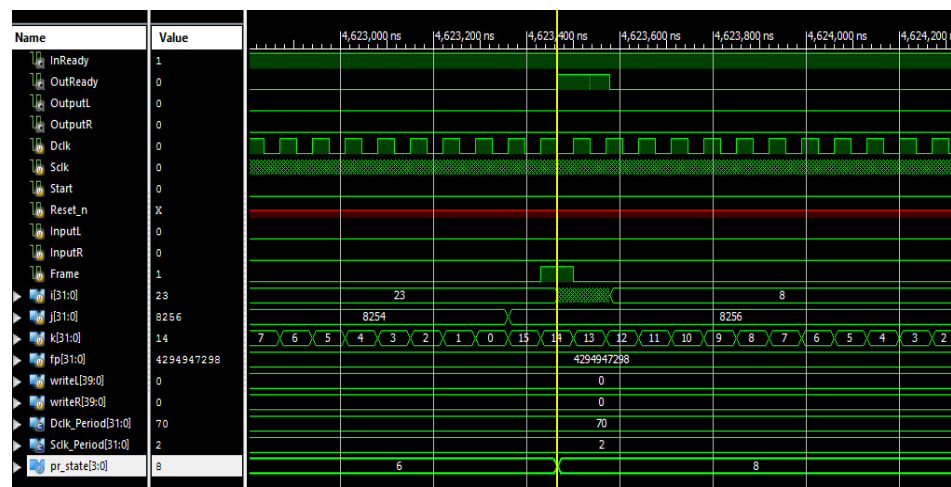 Name Value
4,623,000 ns 4,623,200 ns 4,623,400 ns 4,623,600 ns 4,623,800 ns 4,624,000 ns 4,624,200
InReady 1
OutReady 0
OutputL 0
OutputR 0
Dclk 0
Sclk 0
Start 0
Reset_n X
InputL 0
InputR 0
Frame 1
i[31:0] 23 23 8
j[31:0] 8256 8254 8256
k[31:0] 14 7 6 5 4 3 2 1 0 15 14 13 12 11 10 9 8 7 6 5 4 3 2
fp[31:0] 4294947298 4294947298
writeL[39:0] 0 0
writeR[39:0] 0 0
Dclk_Period[31:0] 70 70
Sclk_Period[31:0] 2 2
pr_state[3:0] 8 6 8